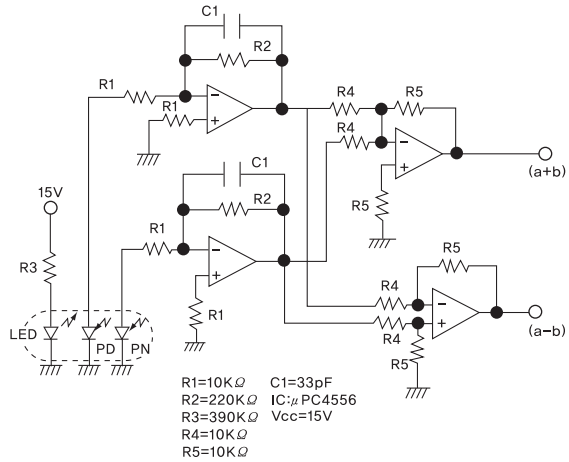 C1
R2
R1
R1
R4
R5
R4
R5
(a+b)
C1
R2
15V
R1
R3
R1
R5
R4
R4
R5
(a−b)
LED
PD
PN
R1=10KΩ C1=33pF
R2=220KΩ IC:μPC4556
R3=390KΩ Vcc=15V
R4=10KΩ
R5=10KΩ